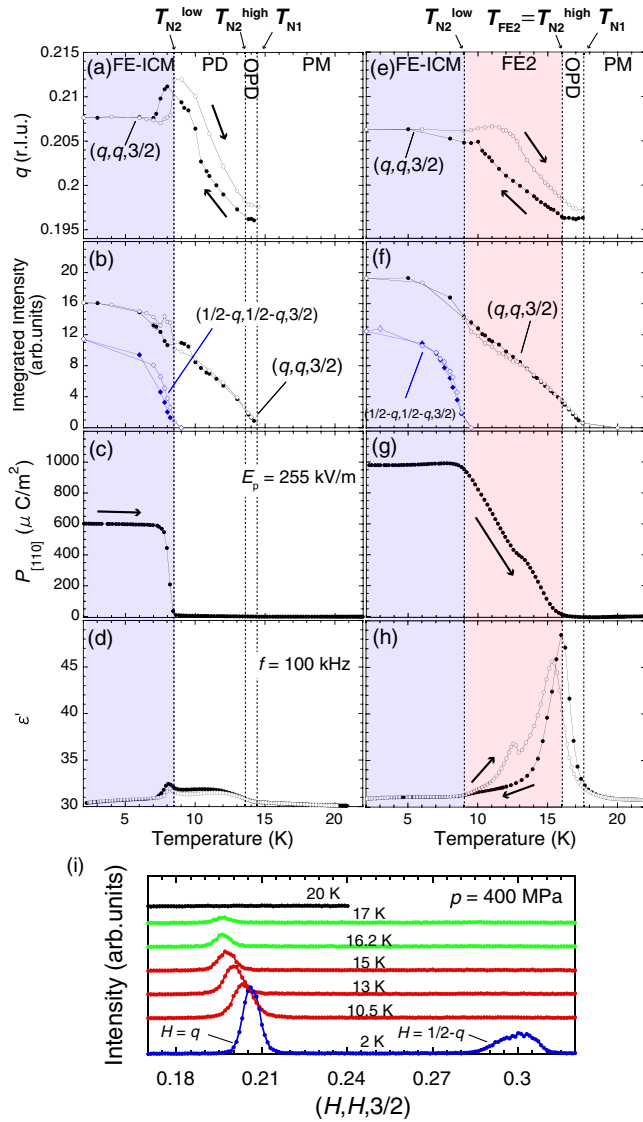 T_N2^low T_N2^high T_N1 T_N2^low T_FE2=T_N2^high T_N1
(a) FE-ICM PD OPD PM
0.215
0.21
0.205
0.2
0.195
q (r.l.u.)
(q,q,3/2)
(e) FE-ICM FE2 OPD PM
(q,q,3/2)
(b)
20
16
12
8
4
0
Integrated Intensity
(arb.units)
(1/2-q,1/2-q,3/2)
(q,q,3/2)
(f)
(q,q,3/2)
(1/2-q,1/2-q,3/2)
(c)
1000
800
600
400
200
0
P[110] (μ C/m²)
E_p = 255 kV/m
(g)
(d)
45
40
35
30
ε'
f = 100 kHz
(h)
5 10 15 20
Temperature (K)
5 10 15 20
Temperature (K)
(i)
Intensity (arb.units)
p = 400 MPa
20 K
17 K
16.2 K
15 K
13 K
10.5 K
2 K
H = q
H = 1/2-q
0.18 0.21 0.24 0.27 0.3
(H,H,3/2)